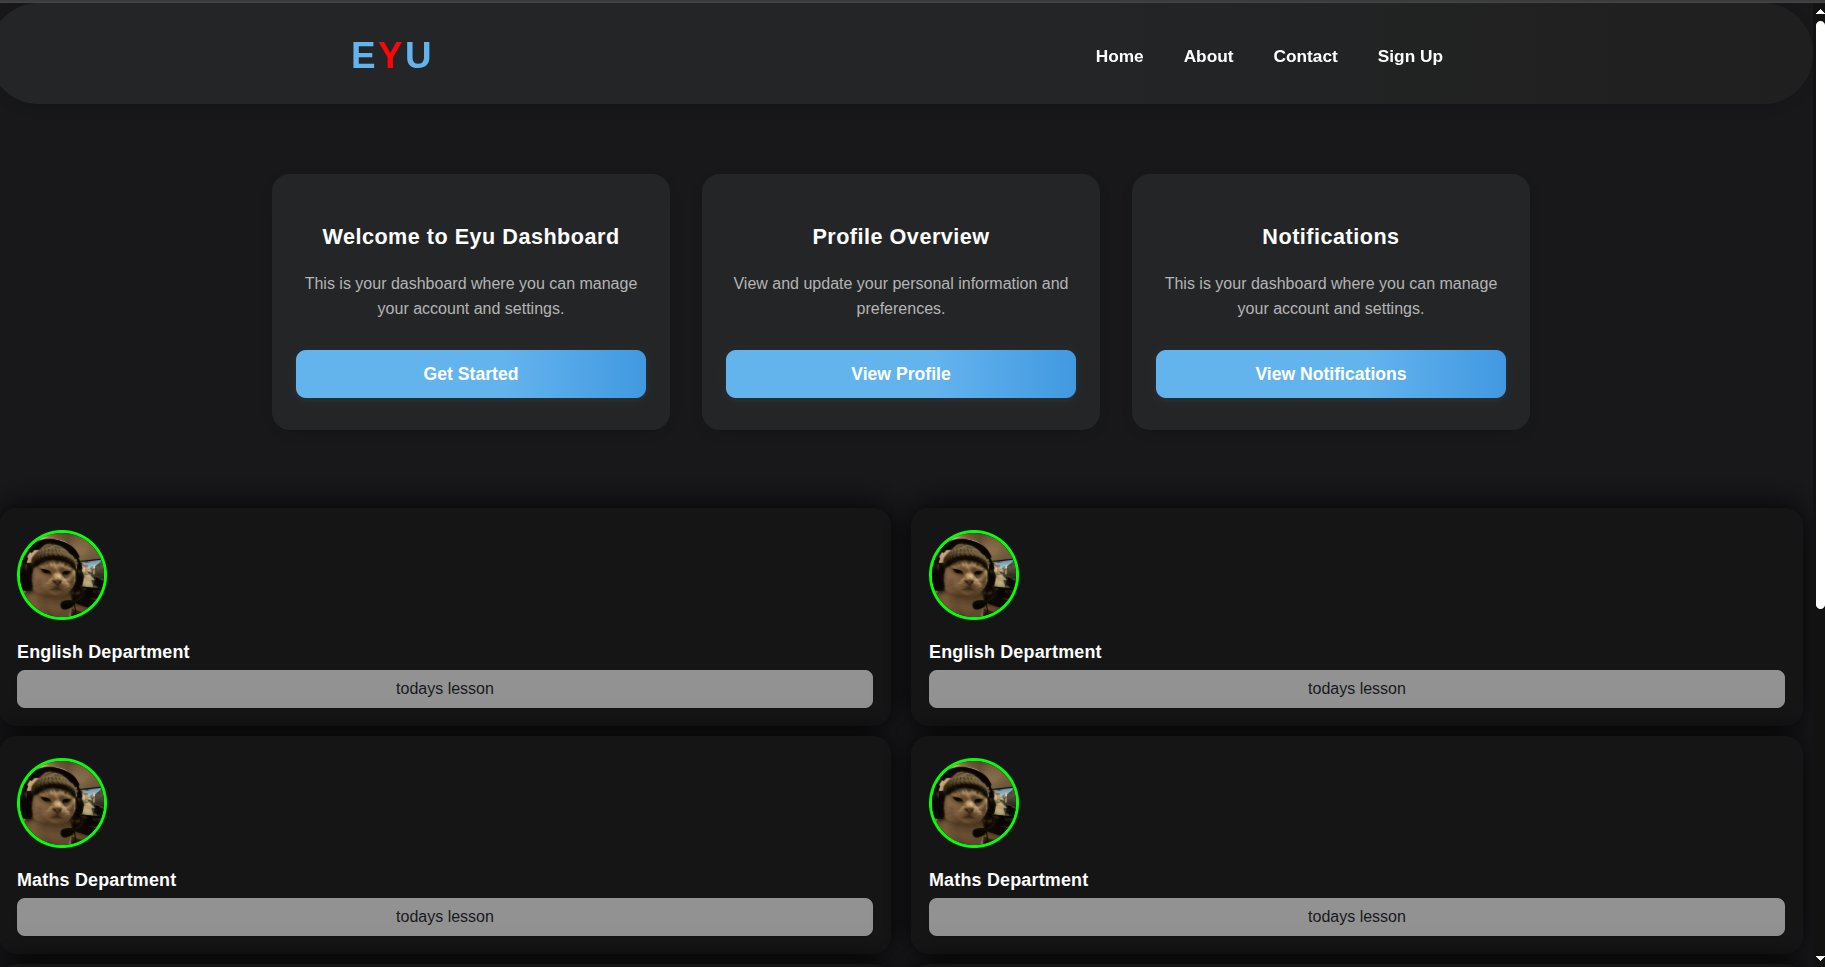 EYU
Home
About
Contact
Sign Up
Welcome to Eyu Dashboard
This is your dashboard where you can manage
your account and settings.
Get Started
Profile Overview
View and update your personal information and
preferences.
View Profile
Notifications
This is your dashboard where you can manage
your account and settings.
View Notifications
English Department
todays lesson
English Department
todays lesson
Maths Department
todays lesson
Maths Department
todays lesson